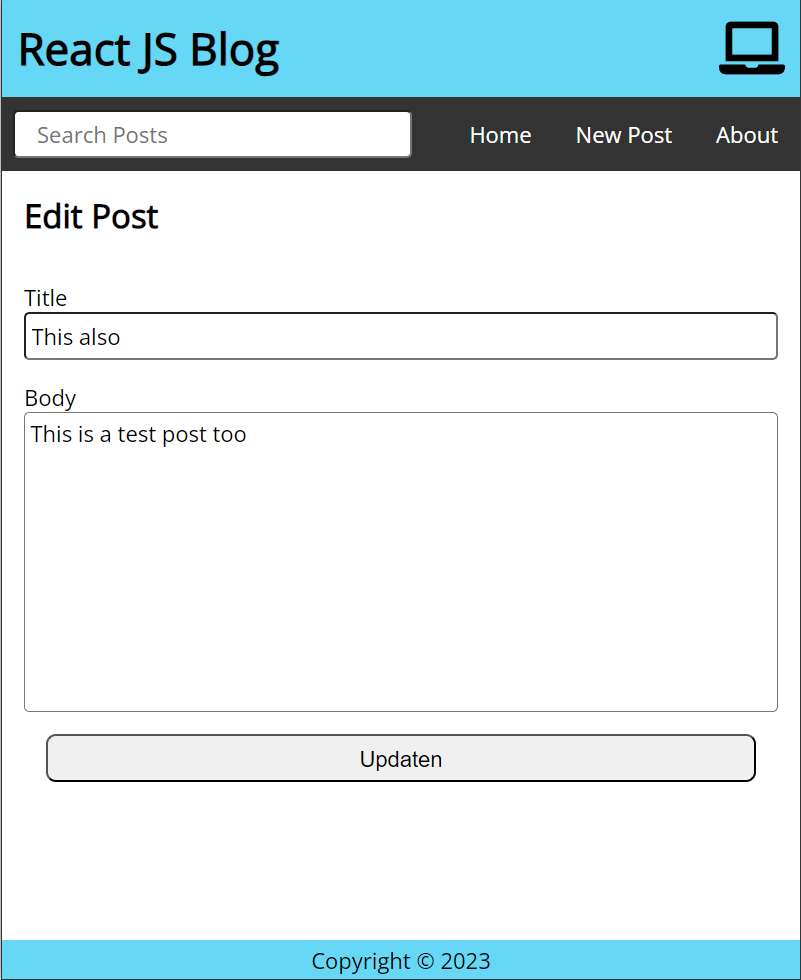 React JS Blog
Search Posts
Home
New Post
About
Edit Post
Title
This also
Body
This is a test post too
Updaten
Copyright © 2023